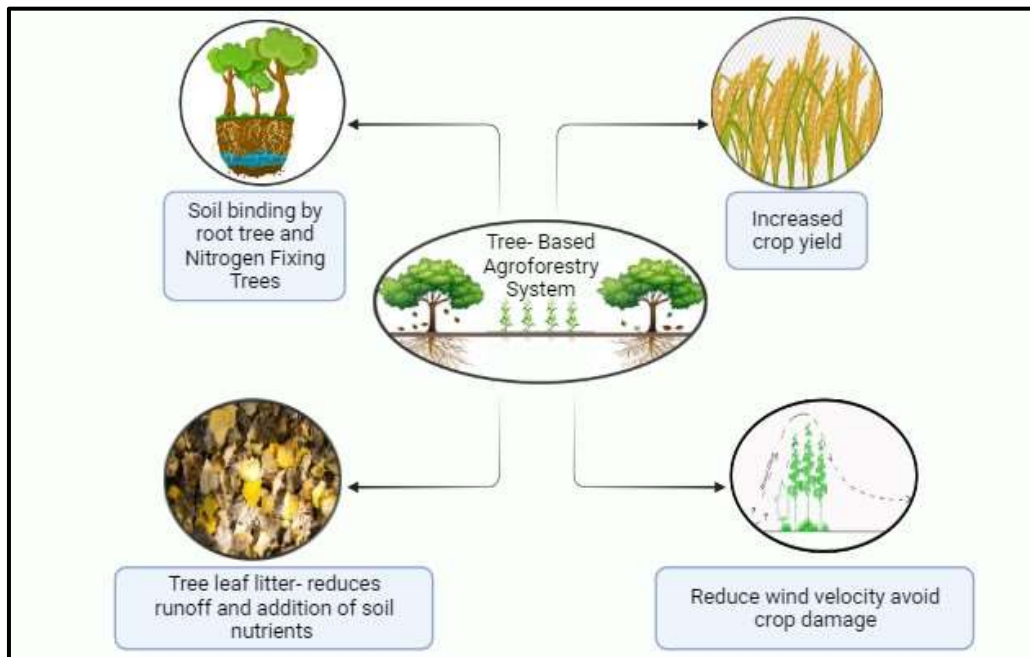 Soil binding by
root tree and
Nitrogen Fixing
Trees
Increased
crop yield
Tree- Based
Agroforestry
System
Tree leaf litter- reduces
runoff and addition of soil
nutrients
Reduce wind velocity avoid
crop damage